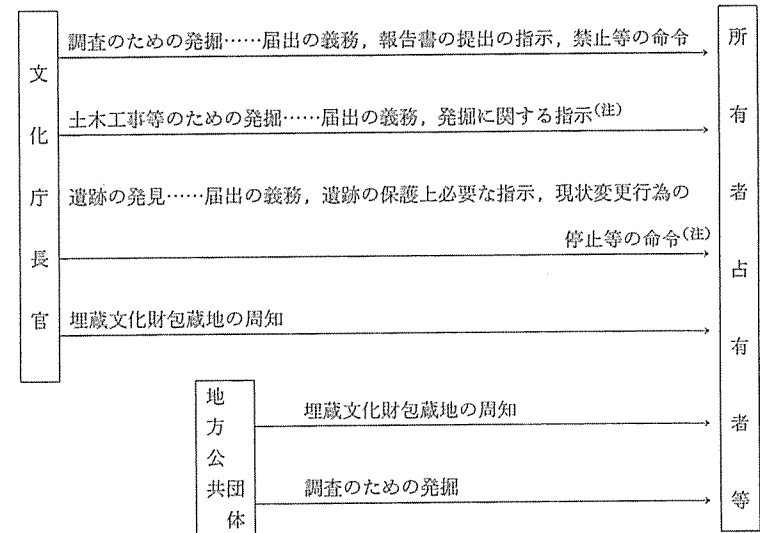 文化庁長官
調査のための発掘……届出の義務，報告書の提出の指示，禁止等の命令
土木工事等のための発掘……届出の義務，発掘に関する指示(注)
遺跡の発見……届出の義務，遺跡の保護上必要な指示，現状変更行為の
停止等の命令(注)
埋蔵文化財包蔵地の周知
地方公共団体
埋蔵文化財包蔵地の周知
調査のための発掘
所有者占有者等